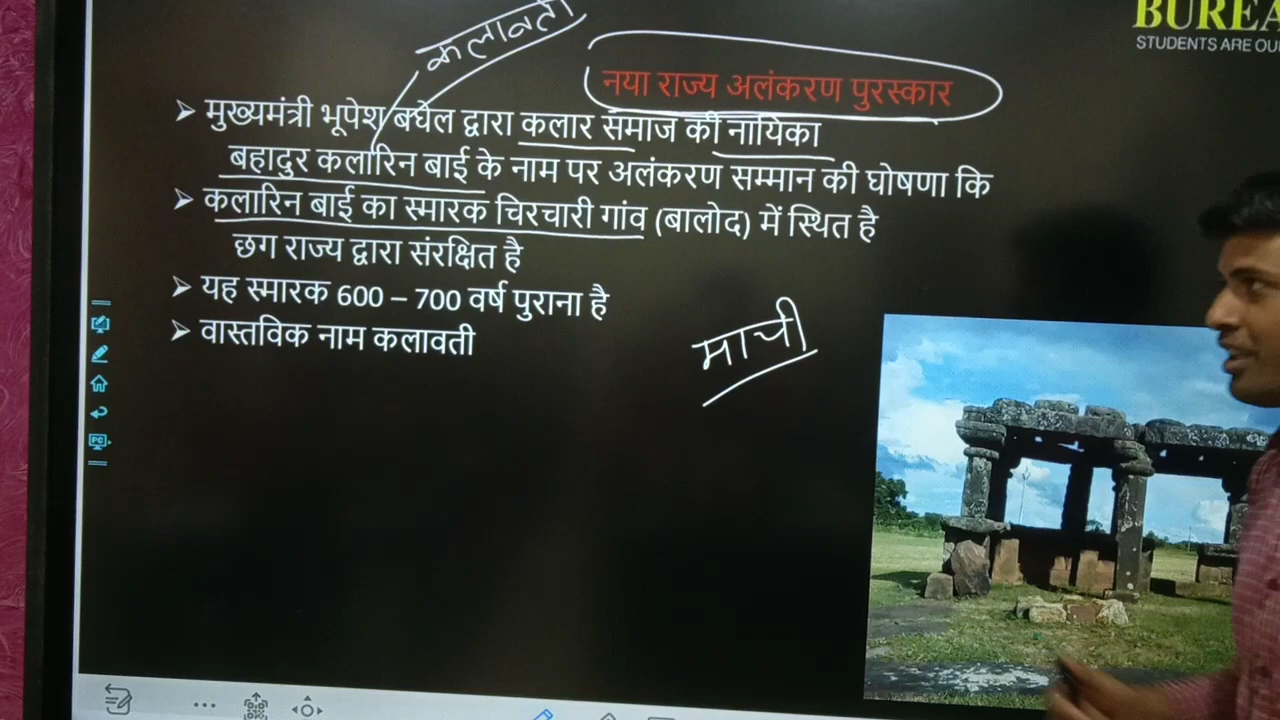 BUREA
STUDENTS ARE OU
कलावती
नया राज्य अलंकरण पुरस्कार
➢ मुख्यमंत्री भूपेश बघेल द्वारा कलार समाज की नायिका
बहादुर कलारिन बाई के नाम पर अलंकरण सम्मान की घोषणा कि
➢ कलारिन बाई का स्मारक चिरचारी गांव (बालोद) में स्थित है
छग राज्य द्वारा संरक्षित है
➢ यह स्मारक 600 – 700 वर्ष पुराना है
➢ वास्तविक नाम कलावती
माची
PC